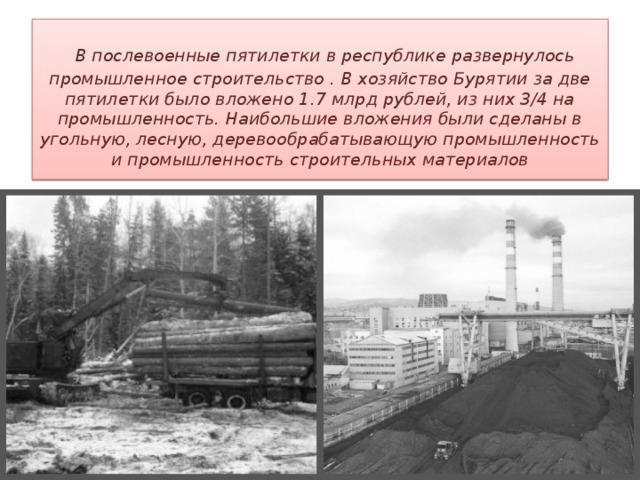 В послевоенные пятилетки в республике развернулось
промышленное строительство . В хозяйство Бурятии за две
пятилетки было вложено 1.7 млрд рублей, из них 3/4 на
промышленность. Наибольшие вложения были сделаны в
угольную, лесную, деревообрабатывающую промышленность
и промышленность строительных материалов